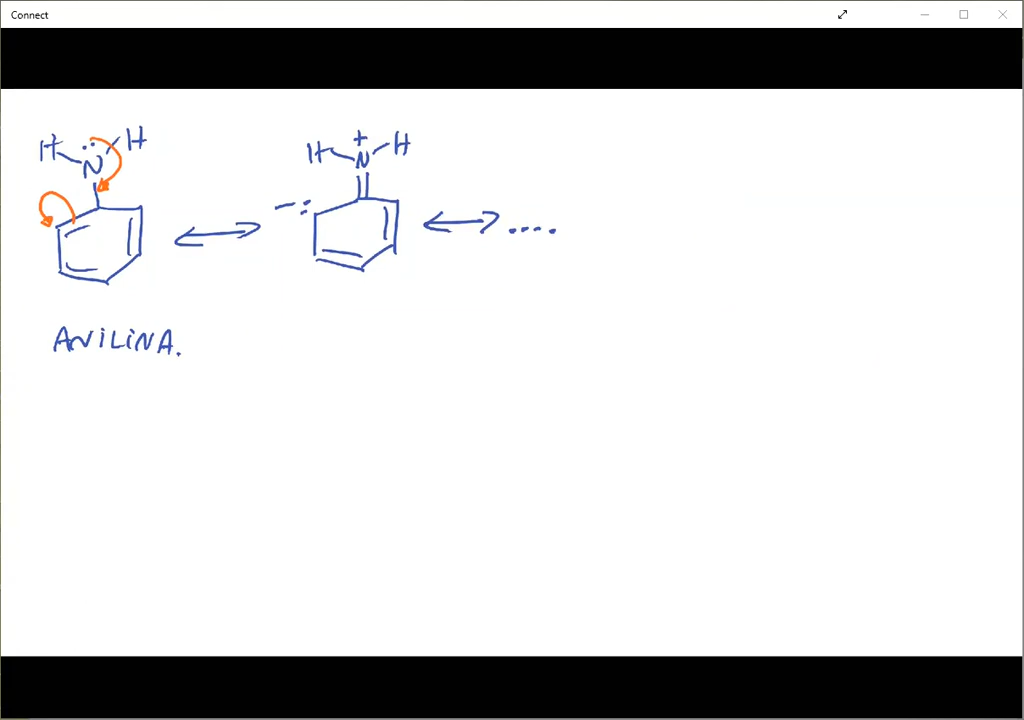 Connect
H N H
H N + H
− :
....
ANILINA.